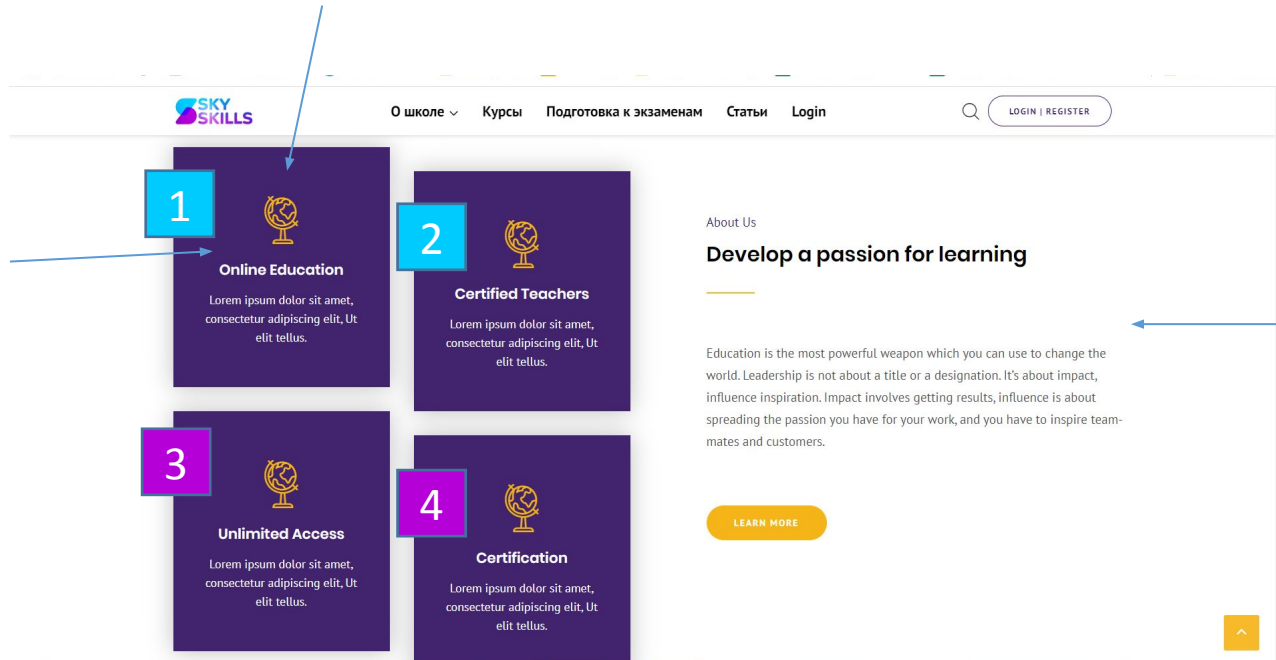 SKY
SKILLS
О школе
Курсы
Подготовка к экзаменам
Статьи
Login
LOGIN | REGISTER
1
Online Education
Lorem ipsum dolor sit amet,
consectetur adipiscing elit, Ut
elit tellus.
2
Certified Teachers
Lorem ipsum dolor sit amet,
consectetur adipiscing elit, Ut
elit tellus.
3
Unlimited Access
Lorem ipsum dolor sit amet,
consectetur adipiscing elit, Ut
elit tellus.
4
Certification
Lorem ipsum dolor sit amet,
consectetur adipiscing elit, Ut
elit tellus.
About Us
Develop a passion for learning
Education is the most powerful weapon which you can use to change the
world. Leadership is not about a title or a designation. It's about impact,
influence inspiration. Impact involves getting results, influence is about
spreading the passion you have for your work, and you have to inspire team-
mates and customers.
LEARN MORE